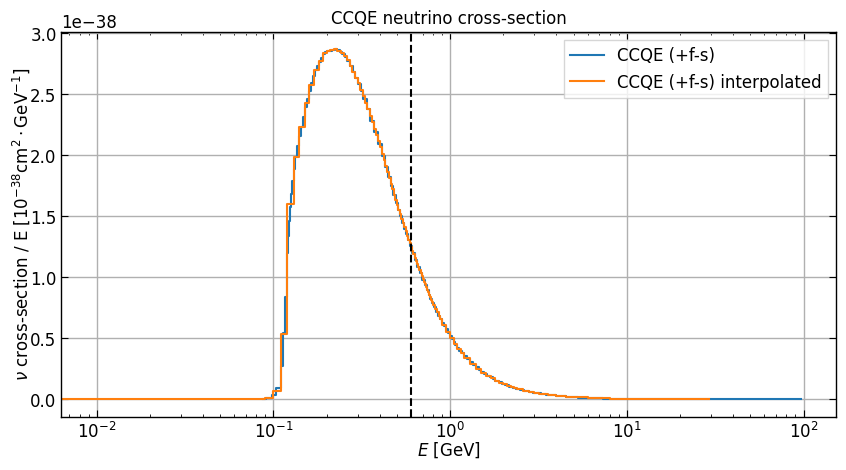 CCQE neutrino cross-section
1e−38
CCQE (+f-s)
CCQE (+f-s) interpolated
3.0
2.5
2.0
1.5
1.0
0.5
0.0
ν cross-section / E [10⁻³⁸cm² · GeV⁻¹]
10⁻² 10⁻¹ 10⁰ 10¹ 10²
E [GeV]